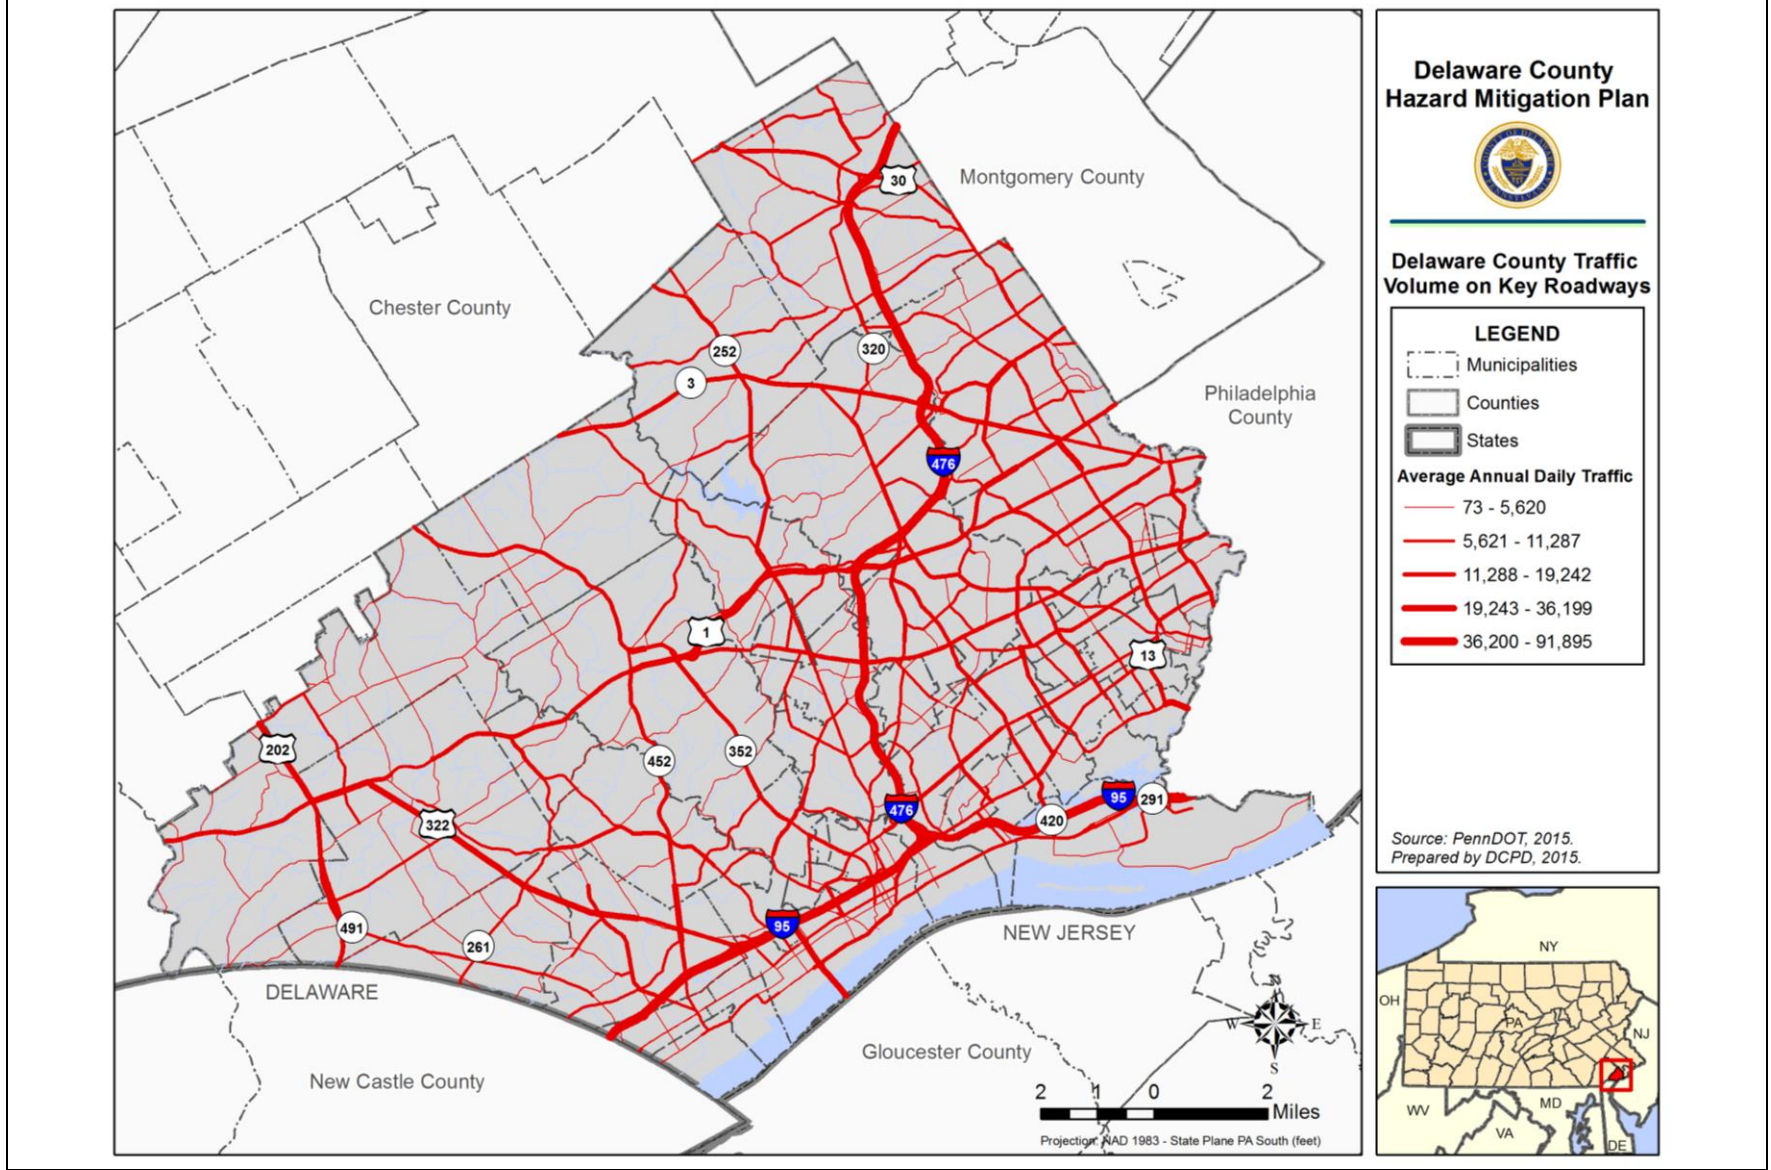 Delaware County
Hazard Mitigation Plan
Delaware County Traffic
Volume on Key Roadways
LEGEND
Municipalities
Counties
States
Average Annual Daily Traffic
73 - 5,620
5,621 - 11,287
11,288 - 19,242
19,243 - 36,199
36,200 - 91,895
Source: PennDOT, 2015.
Prepared by DCPD, 2015.
30
Montgomery County
Chester County
252
320
3
Philadelphia
County
476
1
13
202
452
352
322
476
95
291
420
491
261
95
NEW JERSEY
DELAWARE
New Castle County
Gloucester County
N
W
E
S
2
1
0
2
Miles
Projection: NAD 1983 - State Plane PA South (feet)
NY
OH
PA
NJ
WV
MD
VA
DE